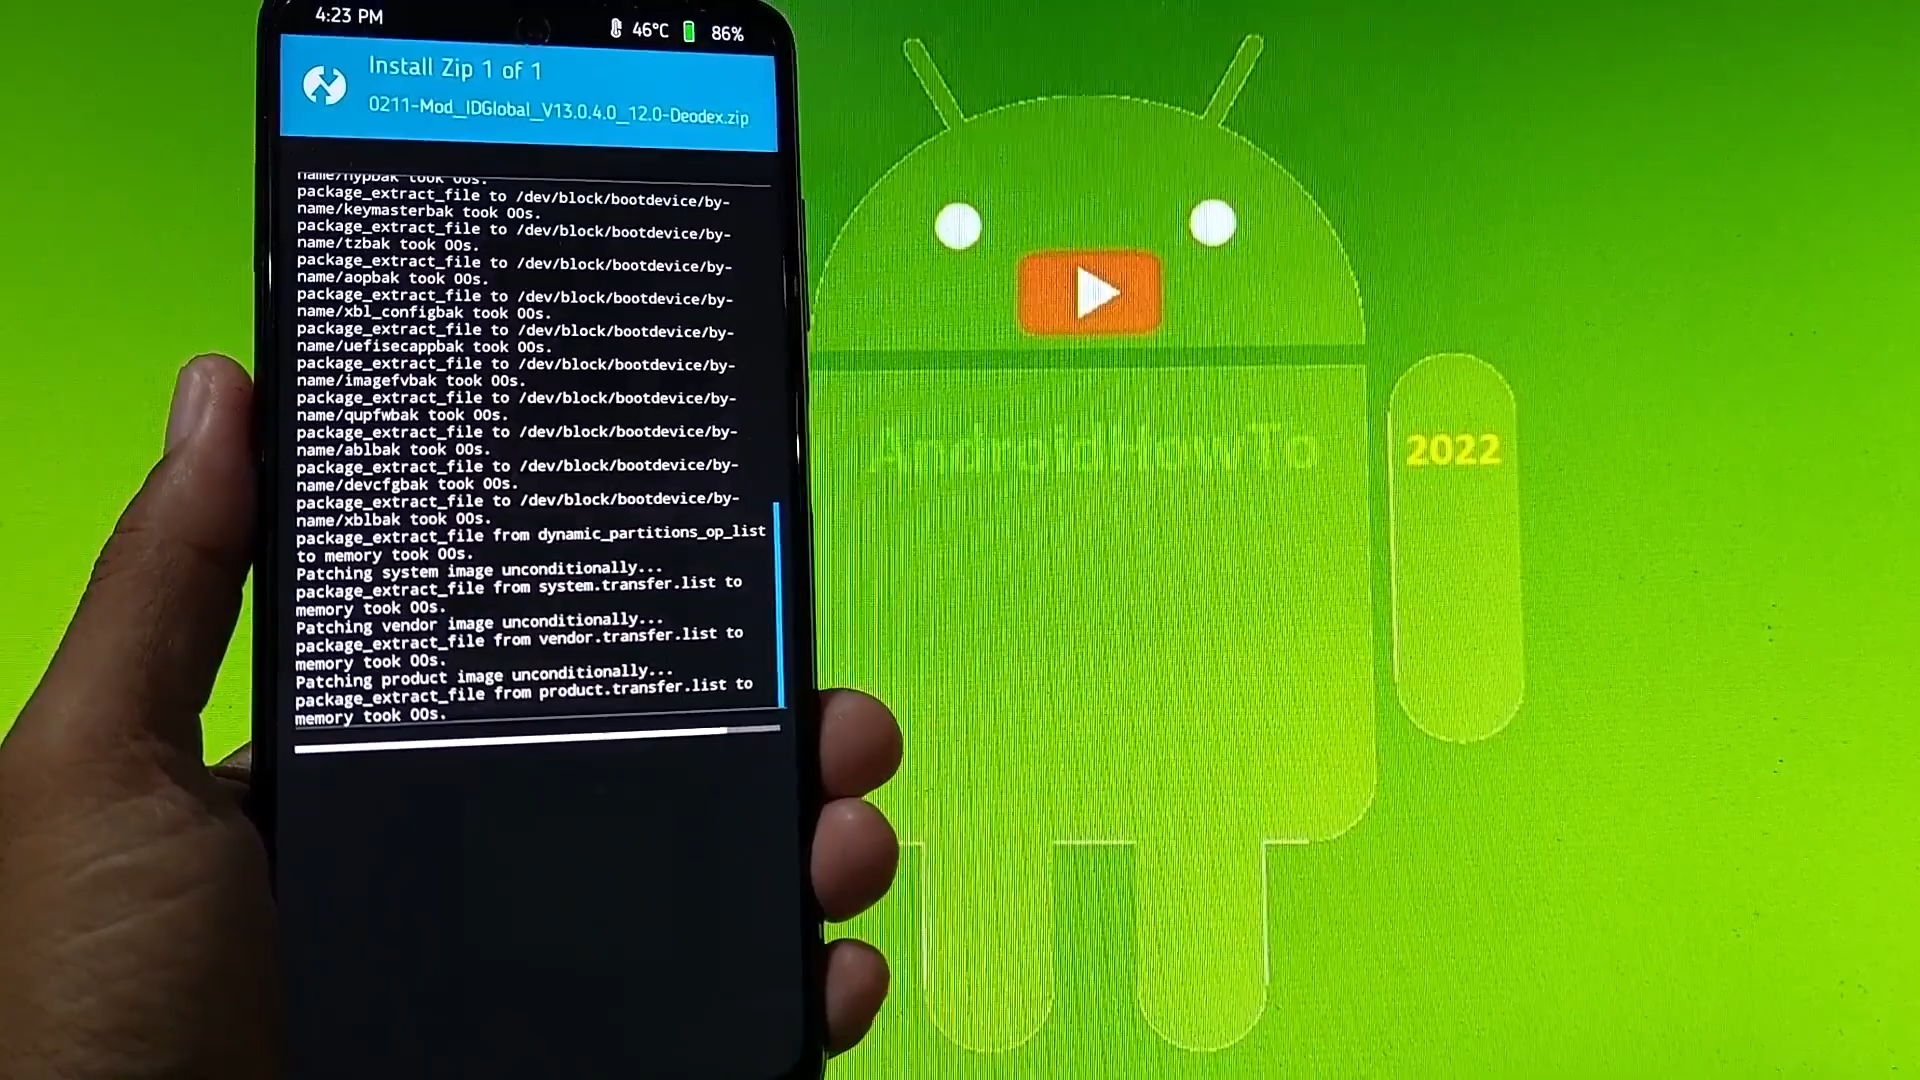 4:23 PM
46°C
86%
Install Zip 1 of 1
0211-Mod_IDGlobal_V13.0.4.0_12.0-Deodex.zip
name/hypbak took 00s.
package_extract_file to /dev/block/bootdevice/by-
name/keymasterbak took 00s.
package_extract_file to /dev/block/bootdevice/by-
name/tzbak took 00s.
package_extract_file to /dev/block/bootdevice/by-
name/aopbak took 00s.
package_extract_file to /dev/block/bootdevice/by-
name/xbl_configbak took 00s.
package_extract_file to /dev/block/bootdevice/by-
name/uefisecappbak took 00s.
package_extract_file to /dev/block/bootdevice/by-
name/imagefvbak took 00s.
package_extract_file to /dev/block/bootdevice/by-
name/qupfwbak took 00s.
package_extract_file to /dev/block/bootdevice/by-
name/ablbak took 00s.
package_extract_file to /dev/block/bootdevice/by-
name/devcfgbak took 00s.
package_extract_file to /dev/block/bootdevice/by-
name/xblbak took 00s.
package_extract_file from dynamic_partitions_op_list
to memory took 00s.
Patching system image unconditionally...
package_extract_file from system.transfer.list to
memory took 00s.
Patching vendor image unconditionally...
package_extract_file from vendor.transfer.list to
memory took 00s.
Patching product image unconditionally...
package_extract_file from product.transfer.list to
memory took 00s.
AndroidHowTo
2022